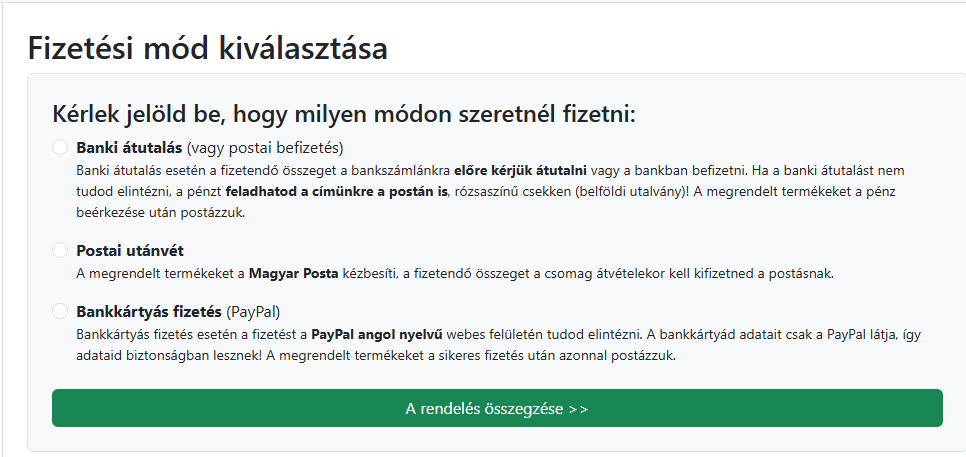 Fizetési mód kiválasztása
Kérlek jelöld be, hogy milyen módon szeretnél fizetni:
Banki átutalás (vagy postai befizetés)
Banki átutalás esetén a fizetendő összeget a bankszámlánkra előre kérjük átutalni vagy a bankban befizetni. Ha a banki átutalást nem
tudod elintézni, a pénzt feladhatod a címünkre a postán is, rózsaszínű csekken (belföldi utalvány)! A megrendelt termékeket a pénz
beérkezése után postázzuk.
Postai utánvét
A megrendelt termékeket a Magyar Posta kézbesíti, a fizetendő összeget a csomag átvételekor kell kifizetned a postásnak.
Bankkártyás fizetés (PayPal)
Bankkártyás fizetés esetén a fizetést a PayPal angol nyelvű webes felületén tudod elintézni. A bankkártyád adatait csak a PayPal látja, így
adataid biztonságban lesznek! A megrendelt termékeket a sikeres fizetés után azonnal postázzuk.
A rendelés összegzése >>